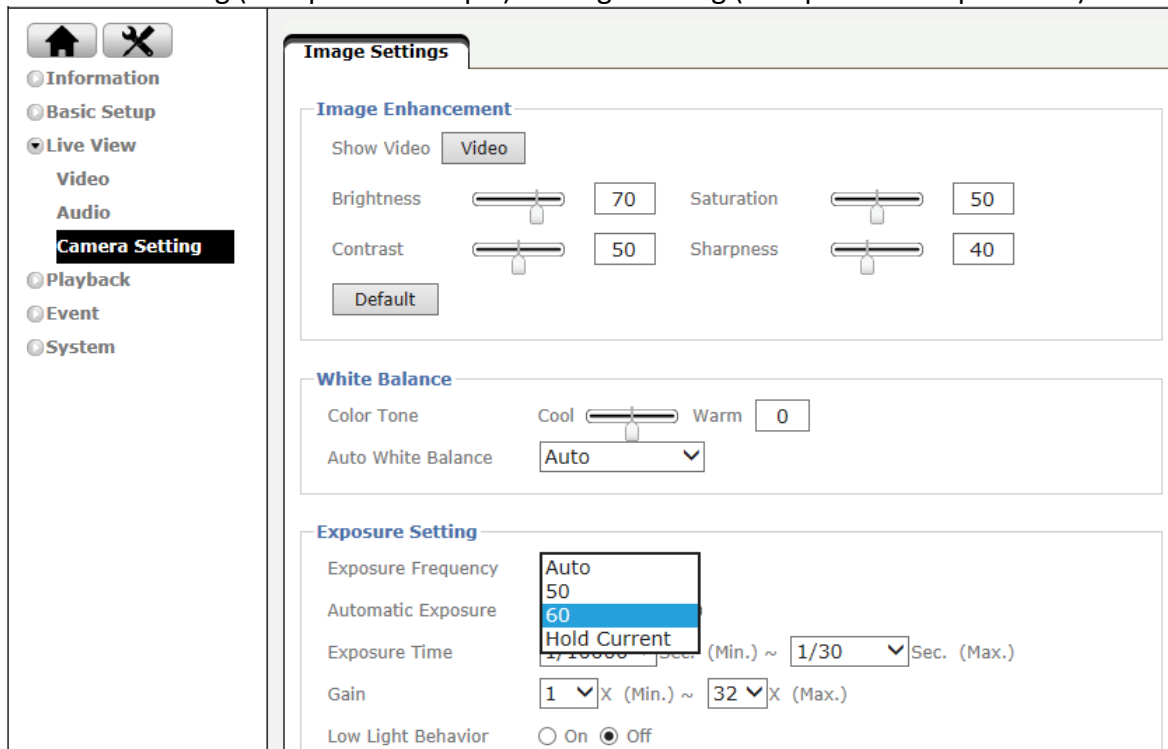 Image Settings
Information
Basic Setup
Live View
Video
Audio
Camera Setting
Playback
Event
System
Image Enhancement
Show Video Video
Brightness 70 Saturation 50
Contrast 50 Sharpness 40
Default
White Balance
Color Tone Cool Warm 0
Auto White Balance Auto
Exposure Setting
Exposure Frequency Auto
50
Automatic Exposure 60
Hold Current
Exposure Time Sec. (Min.) ~ 1/30 Sec. (Max.)
Gain 1 X (Min.) ~ 32 X (Max.)
Low Light Behavior On Off